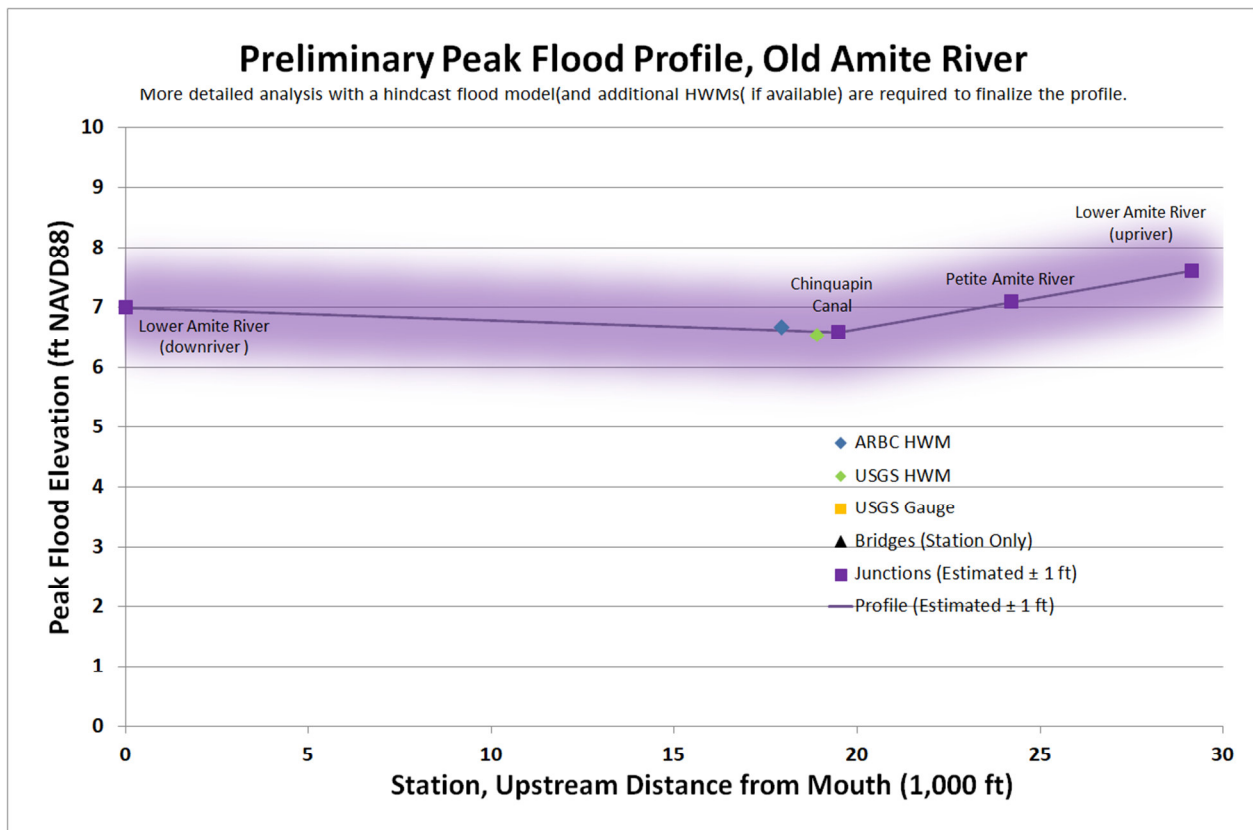 Preliminary Peak Flood Profile, Old Amite River
More detailed analysis with a hindcast flood model(and additional HWMs( if available) are required to finalize the profile.
10
9
8
7
6
5
4
3
2
1
0
Peak Flood Elevation (ft NAVD88)
Lower Amite River
(upriver)
Petite Amite River
Chinquapin
Canal
Lower Amite River
(downriver )
ARBC HWM
USGS HWM
USGS Gauge
Bridges (Station Only)
Junctions (Estimated ± 1 ft)
Profile (Estimated ± 1 ft)
0 5 10 15 20 25 30
Station, Upstream Distance from Mouth (1,000 ft)